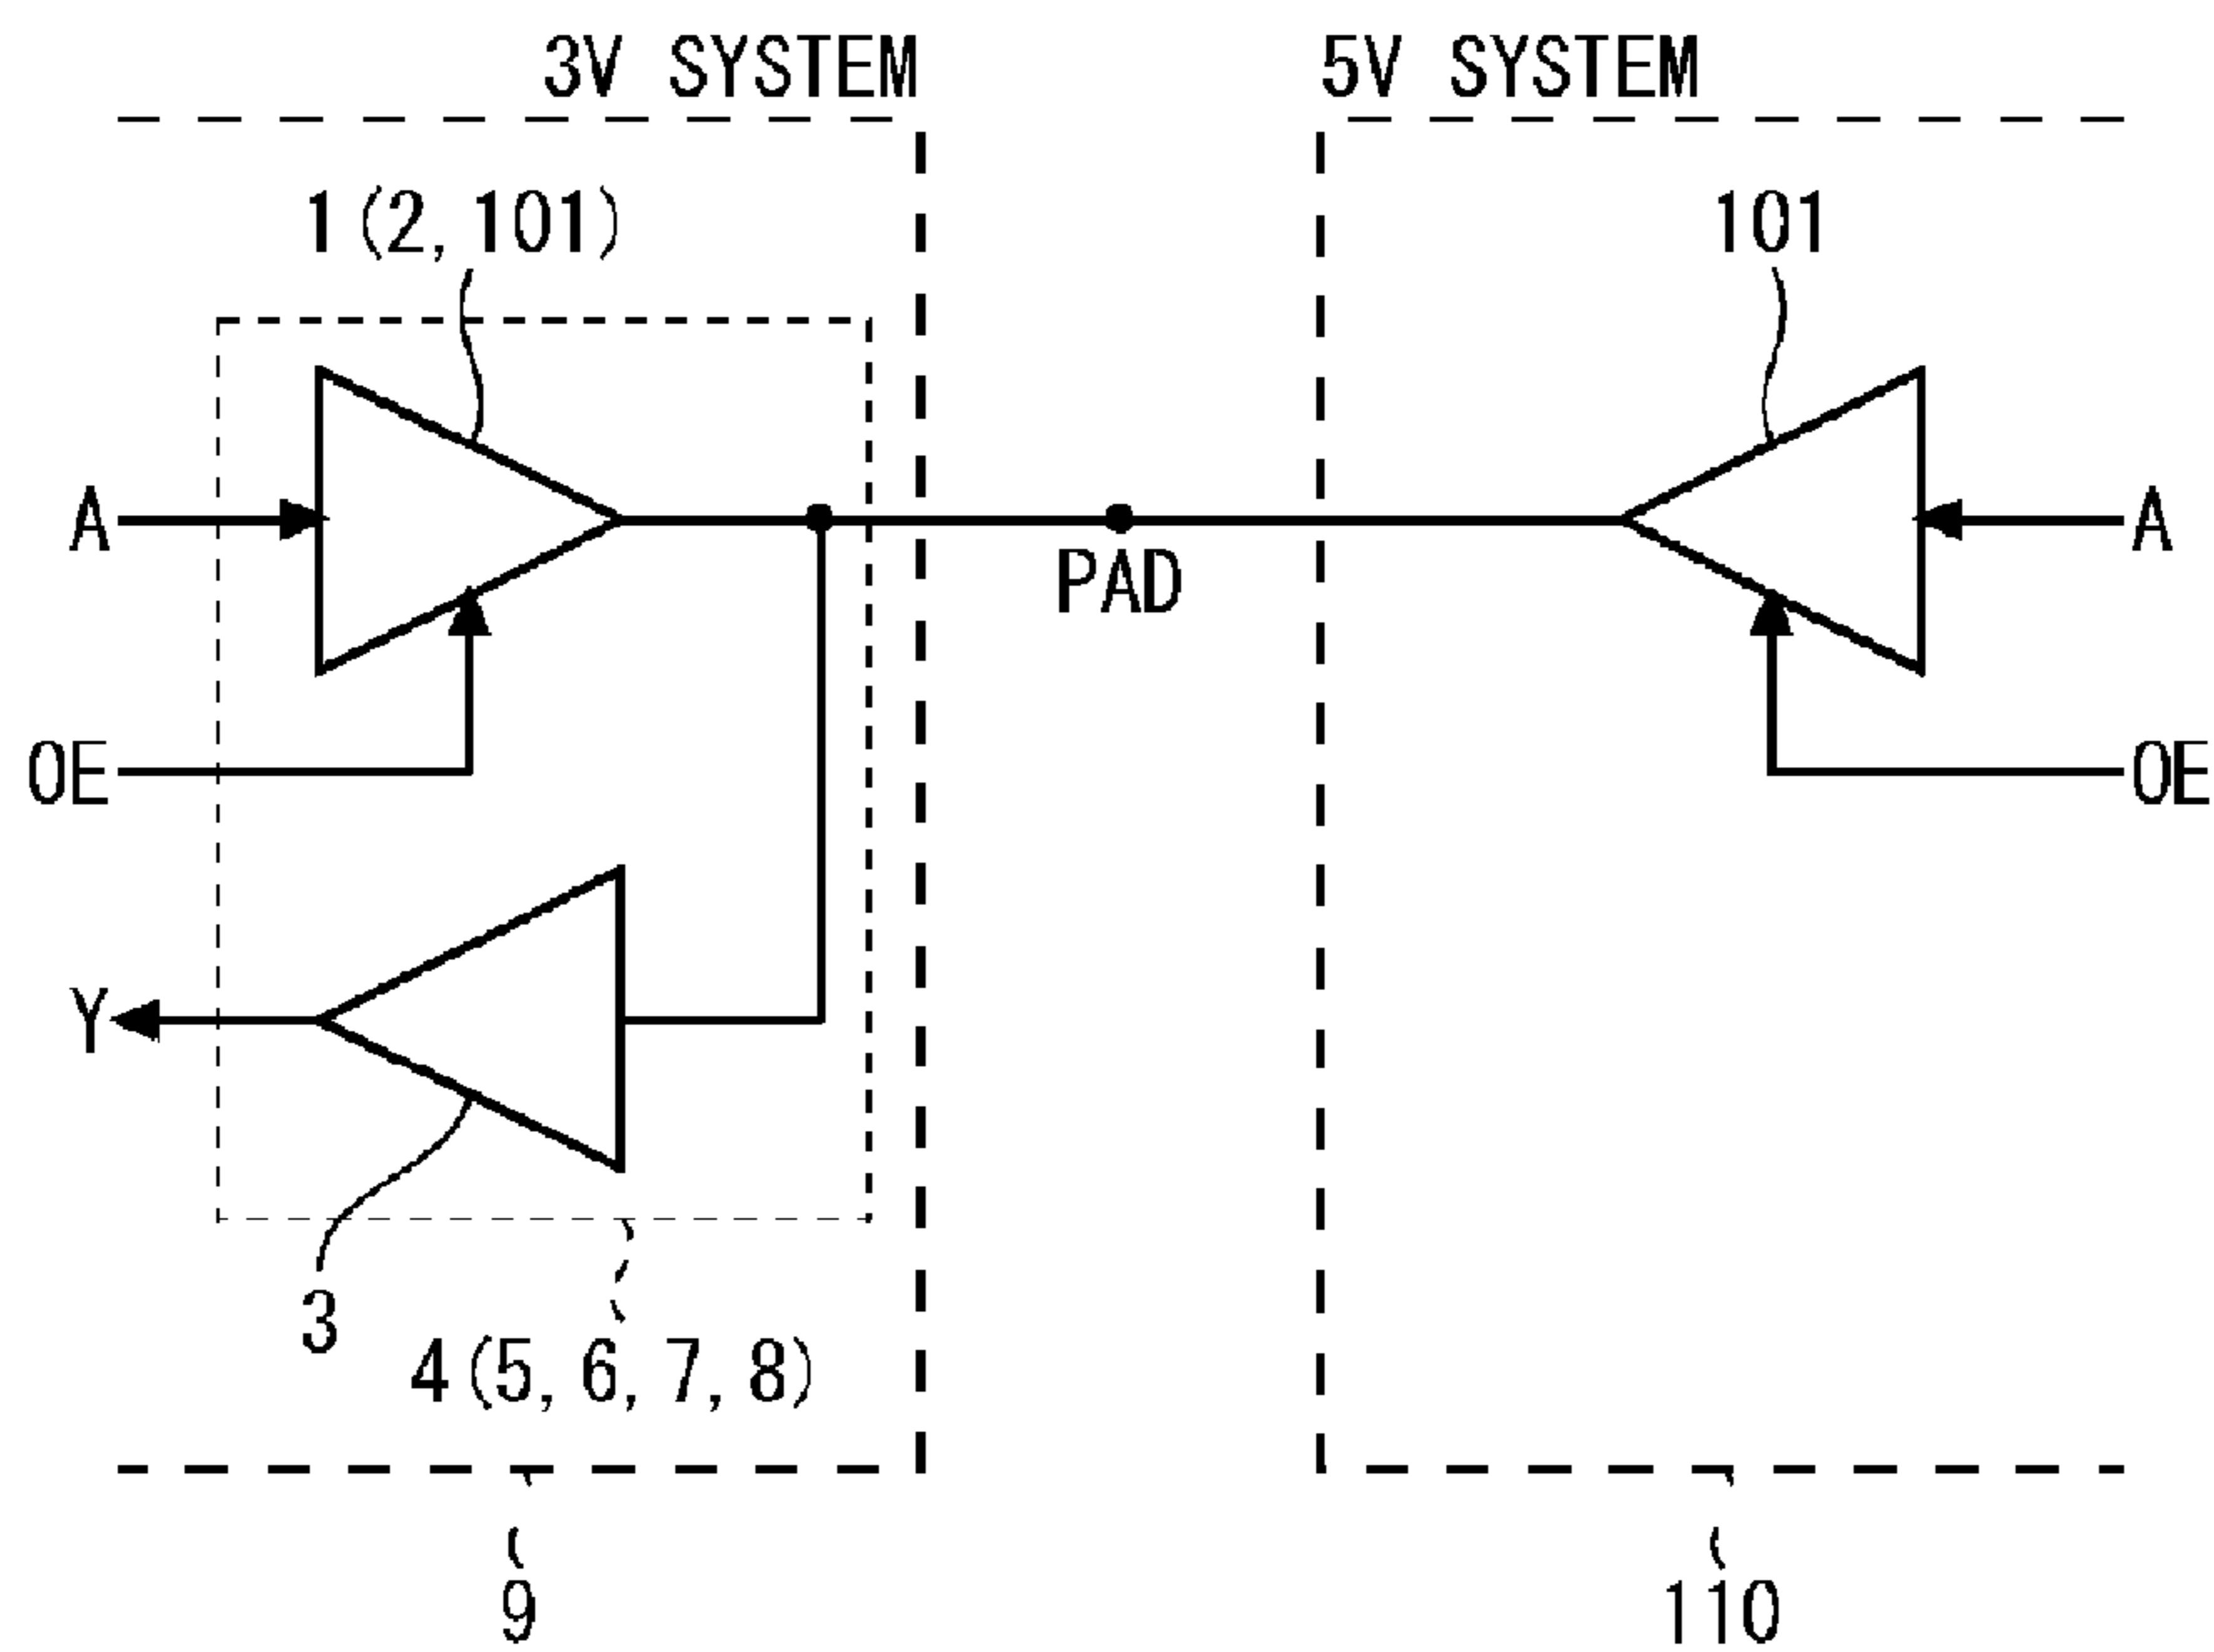 3V SYSTEM
5V SYSTEM
1(2,101)
101
A
A
PAD
OE
OE
Y
3
4(5,6,7,8)
9
110